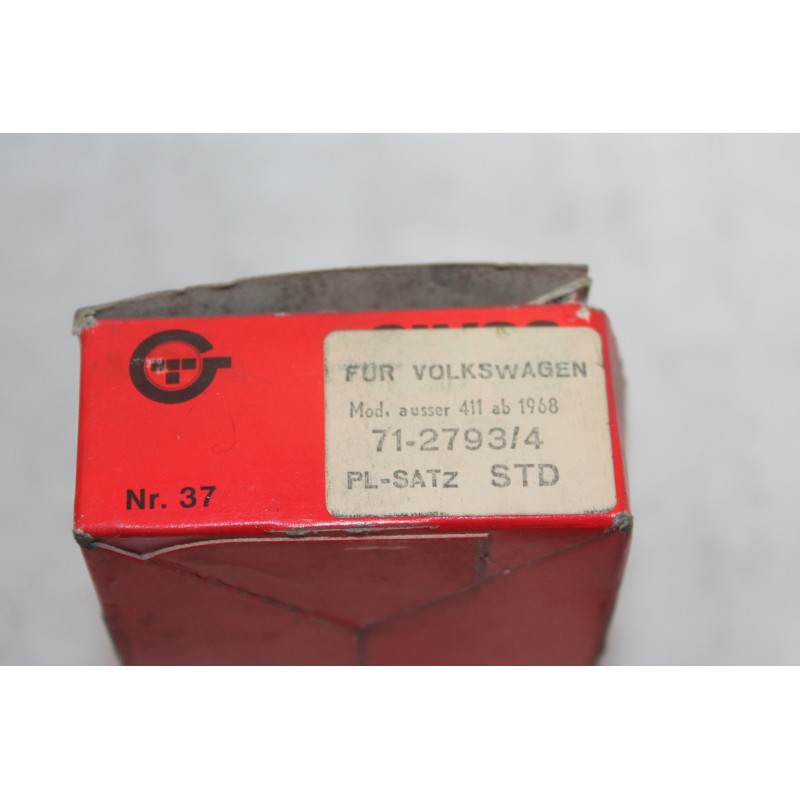 FÜR VOLKSWAGEN
Mod. ausser 411 ab 1968
71-2793/4
PL-SATz STD
Nr. 37